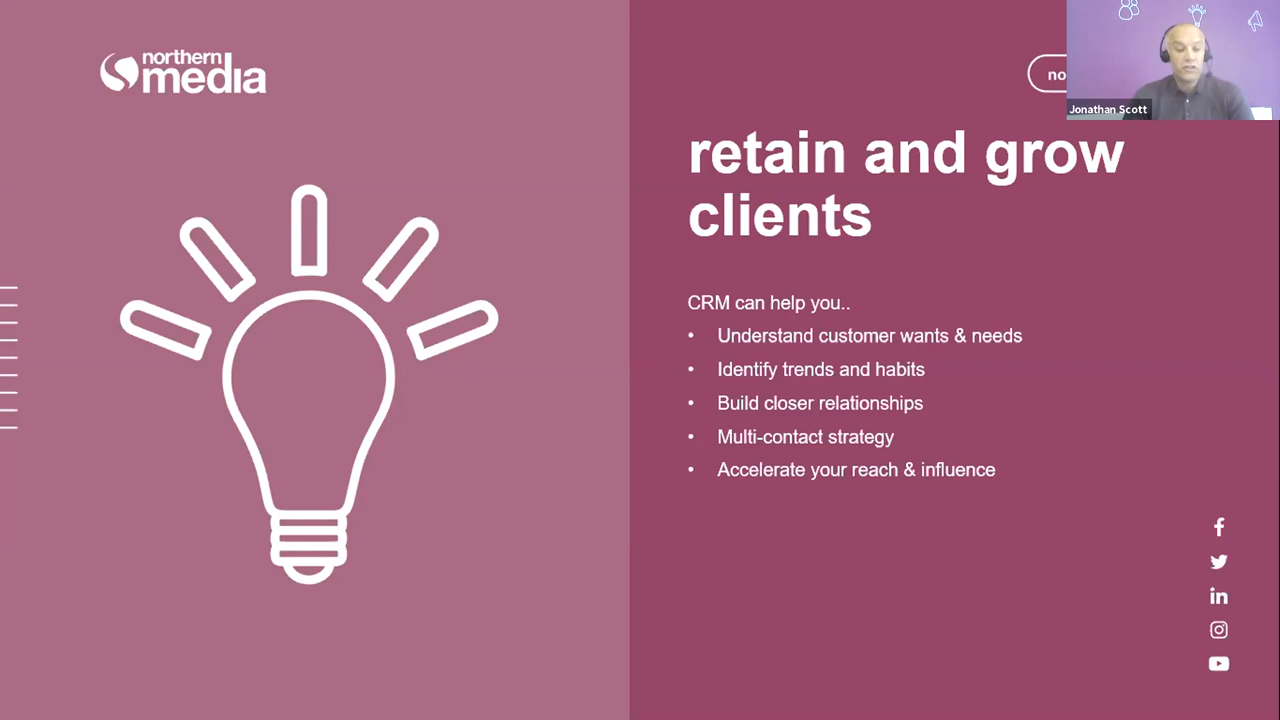 northern
media
no
Jonathan Scott
retain and grow
clients
CRM can help you..
• Understand customer wants & needs
• Identify trends and habits
• Build closer relationships
• Multi-contact strategy
• Accelerate your reach & influence